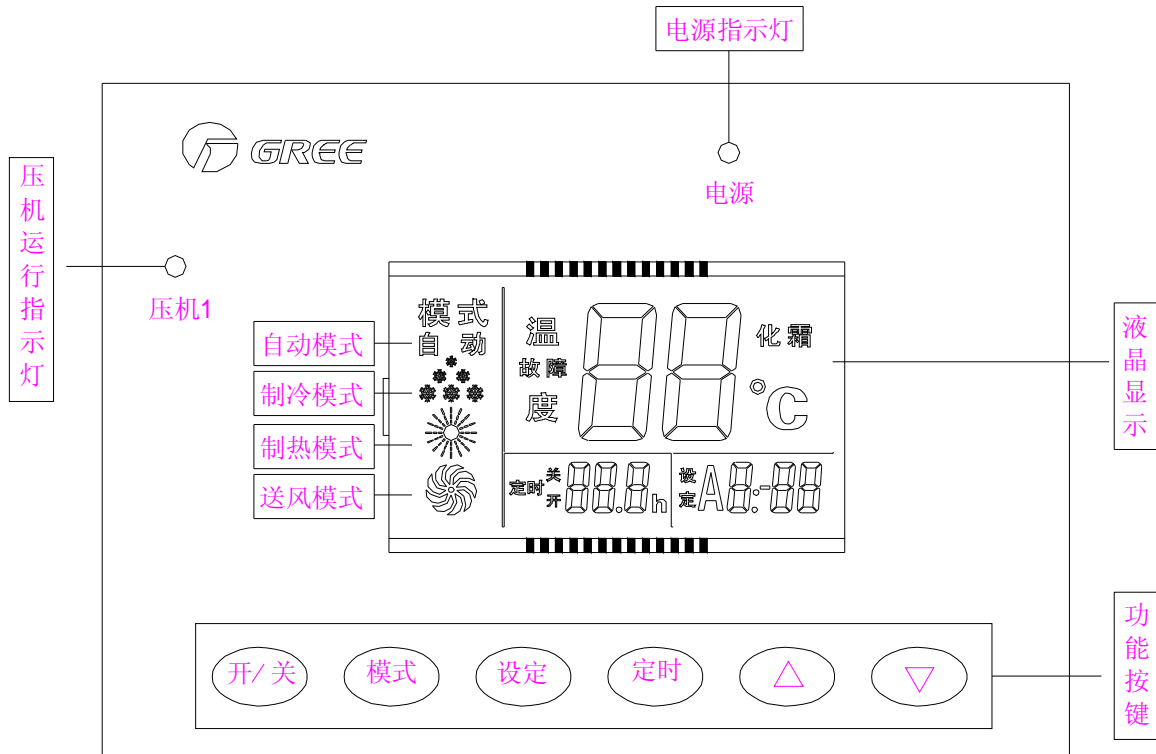 电源指示灯
GREE
电源
压机运行指示灯
压机1
模式
自动
自动模式
制冷模式
制热模式
送风模式
温度
故障
88
化霜
°C
液晶显示
定时
关
开
88.8h
设定
A8:-88
开/关
模式
设定
定时
△
▽
功能按键